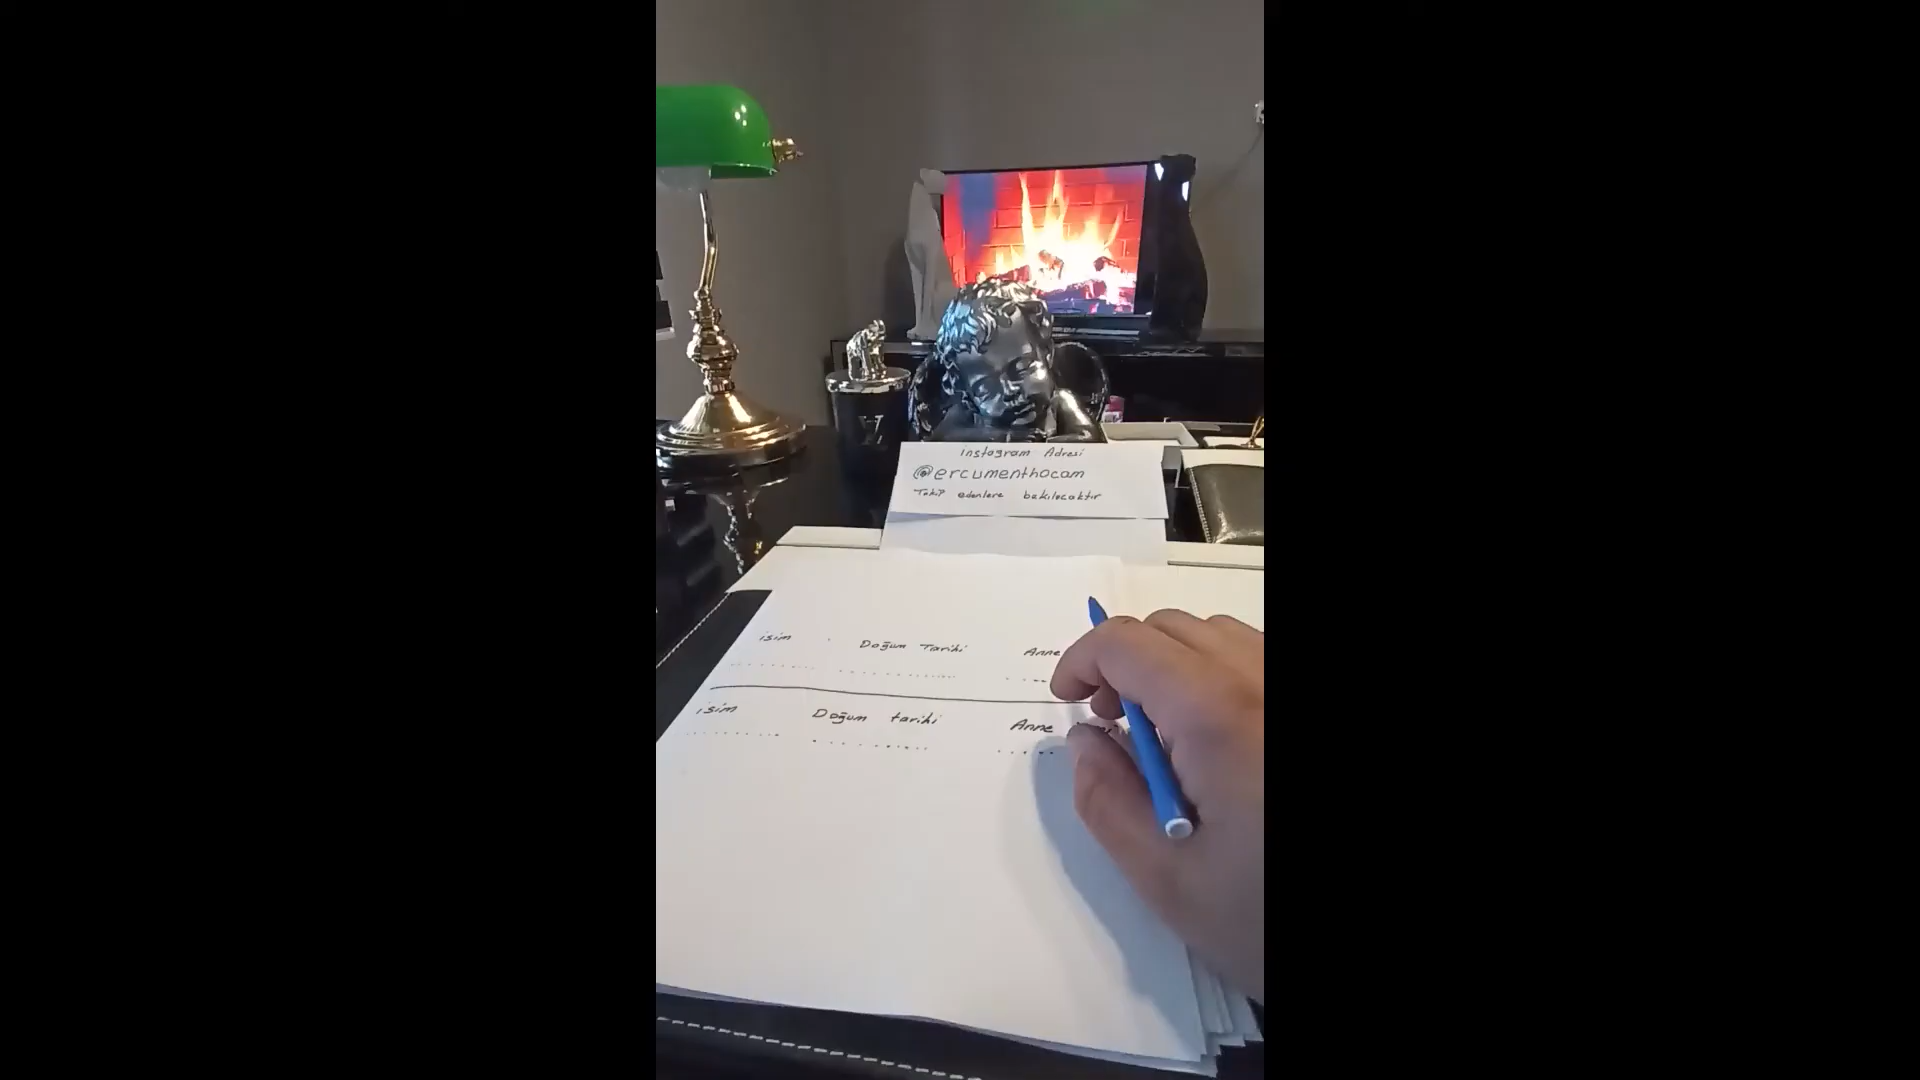 Instagram Adresi
@ercumenthocam
Takip edenlere bakılacaktır
isim Doğum Tarihi Anne
isim Doğum tarihi Anne